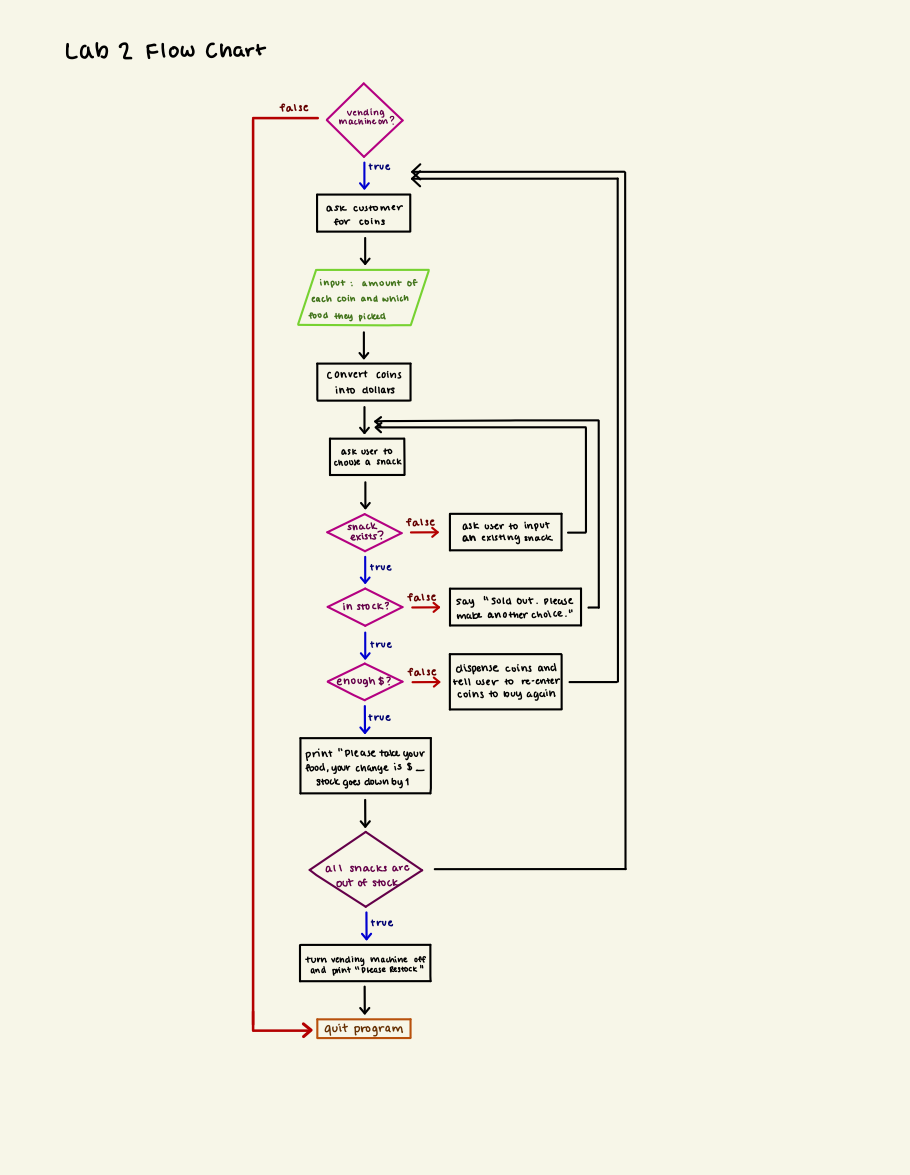 Lab 2 Flow Chart
false
vending
machine on?
true
ask customer
for coins
input : amount of
each coin and which
food they picked
convert coins
into dollars
ask user to
choose a snack
snack
exists?
false
ask user to input
an existing snack
true
in stock?
false
say "Sold out. Please
make another choice."
true
enough $?
false
dispense coins and
tell user to re-enter
coins to buy again
true
print "Please take your
food, your change is $ __
stock goes down by 1
all snacks are
out of stock
true
turn vending machine off
and print "Please Restock"
quit program